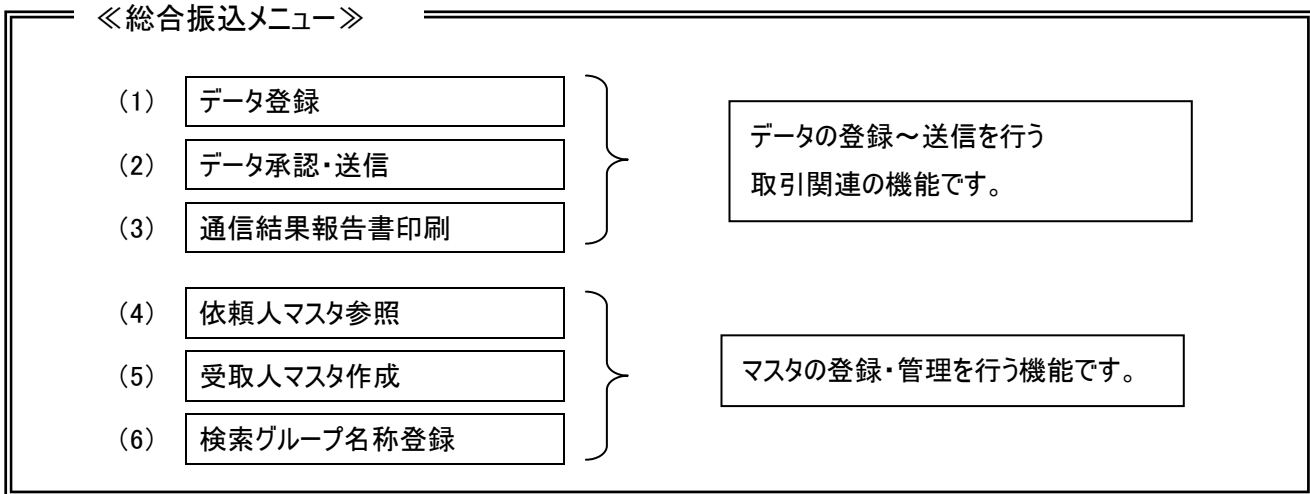 ≪総合振込メニュー≫
(1) データ登録
(2) データ承認・送信
(3) 通信結果報告書印刷
データの登録～送信を行う
取引関連の機能です。
(4) 依頼人マスタ参照
(5) 受取人マスタ作成
(6) 検索グループ名称登録
マスタの登録・管理を行う機能です。